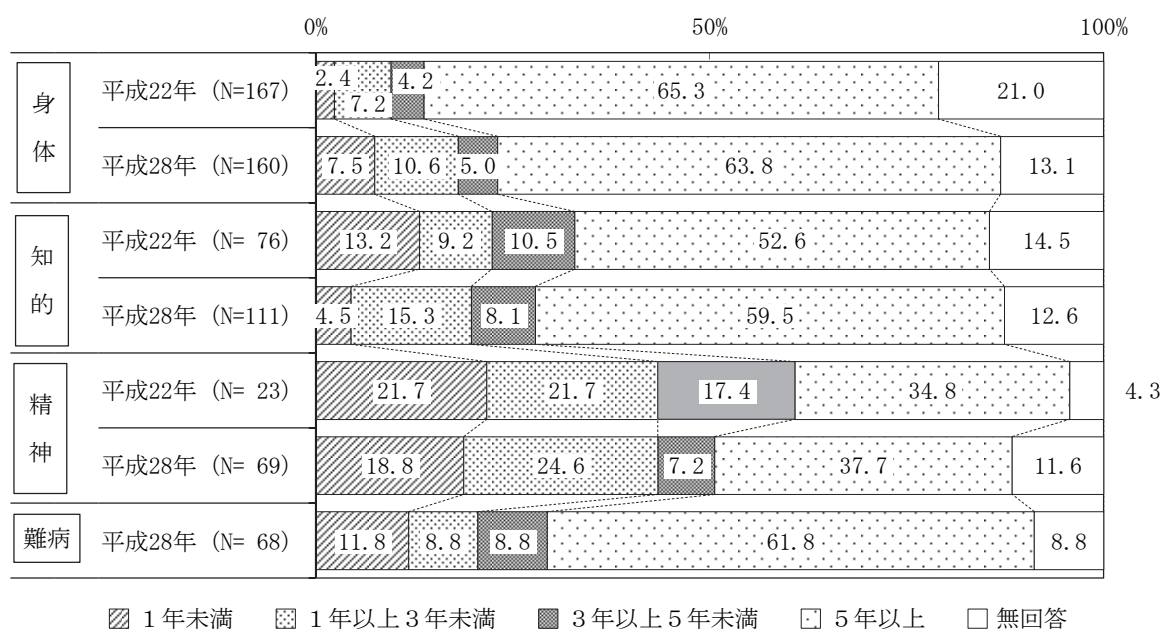 0% 50% 100%
身体
平成22年 (N=167) 2.4 7.2 4.2 65.3 21.0
平成28年 (N=160) 7.5 10.6 5.0 63.8 13.1
知的
平成22年 (N= 76) 13.2 9.2 10.5 52.6 14.5
平成28年 (N=111) 4.5 15.3 8.1 59.5 12.6
精神
平成22年 (N= 23) 21.7 21.7 17.4 34.8 4.3
平成28年 (N= 69) 18.8 24.6 7.2 37.7 11.6
難病
平成28年 (N= 68) 11.8 8.8 8.8 61.8 8.8
１年未満 １年以上３年未満 ３年以上５年未満 ５年以上 無回答